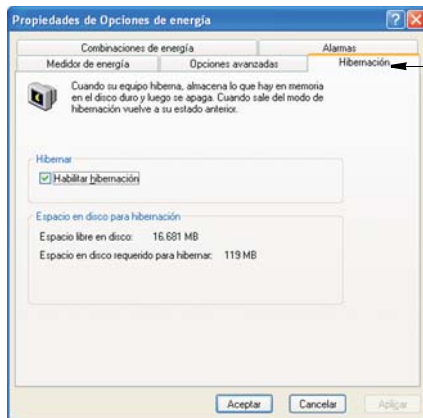 Propiedades de Opciones de energía
Combinaciones de energía
Alarmas
Medidor de energía
Opciones avanzadas
Hibernación
Cuando su equipo hiberna, almacena lo que hay en memoria
en el disco duro y luego se apaga. Cuando sale del modo de
hibernación vuelve a su estado anterior.
Hibernar
Habilitar hibernación
Espacio en disco para hibernación
Espacio libre en disco: 16.681 MB
Espacio en disco requerido para hibernar: 119 MB
Aceptar
Cancelar
Aplicar